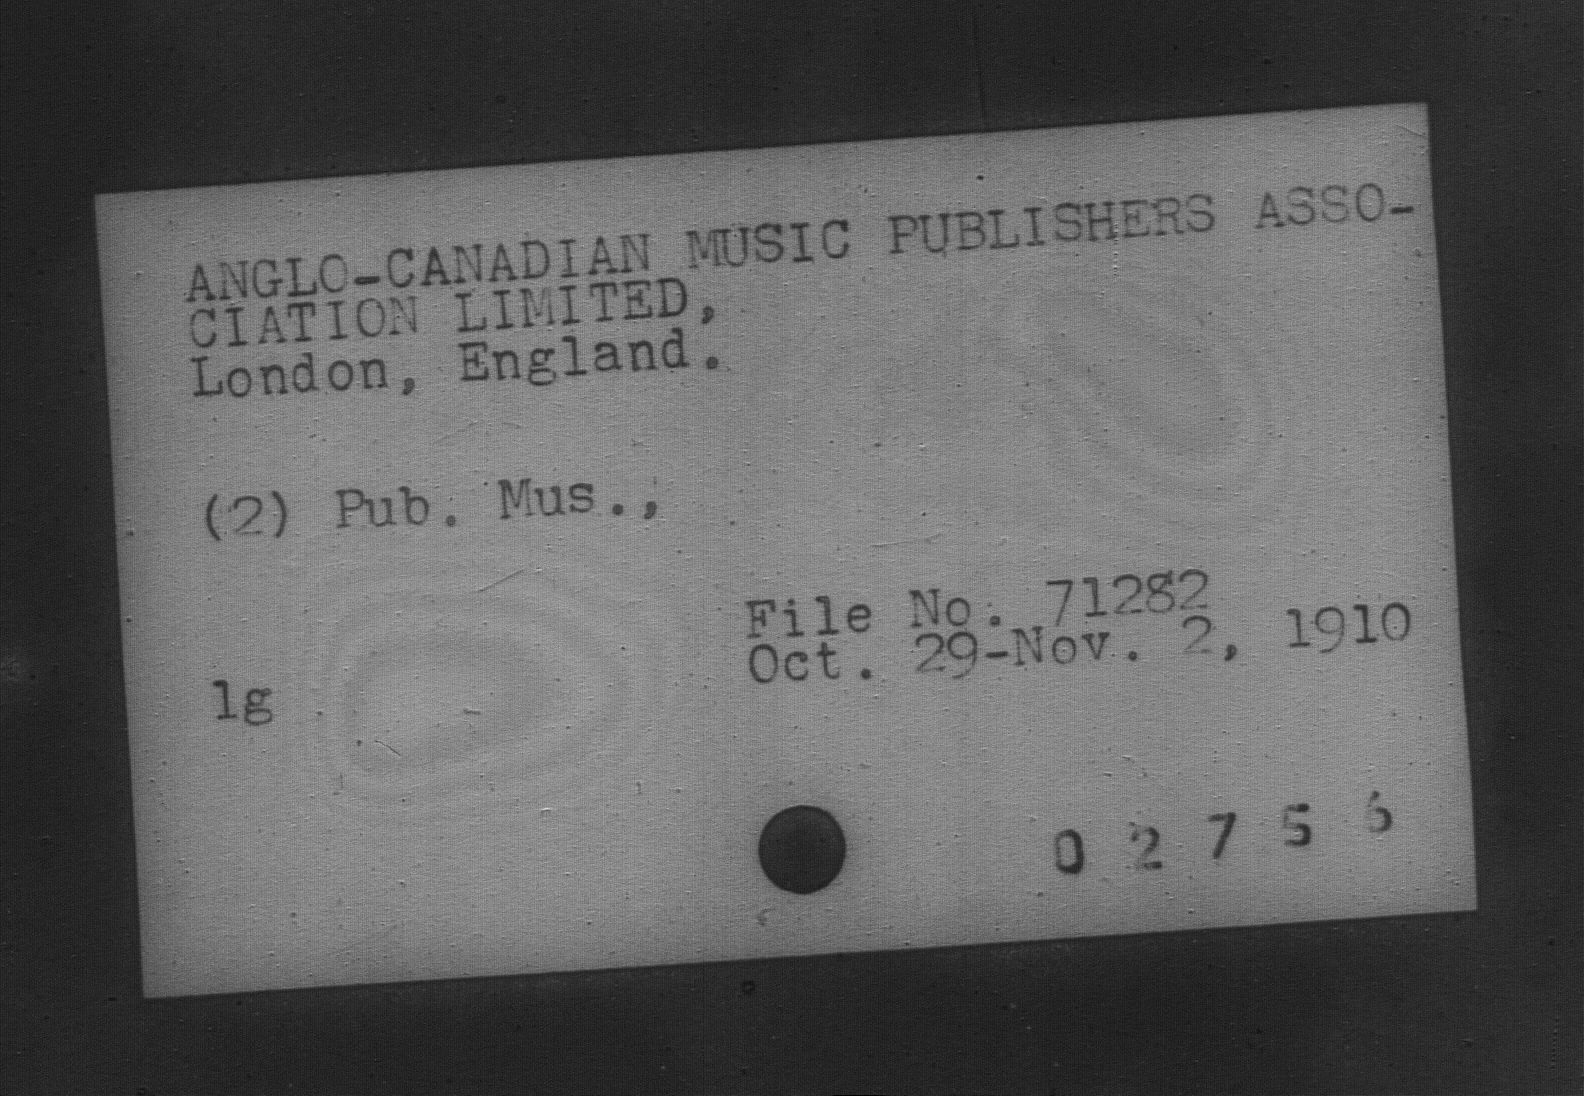 ANGLO-CANADIAN MUSIC PUBLISHERS ASSO-
CIATION LIMITED,
London, England.
(2) Pub. Mus.,
File No. 71282
Oct. 29-Nov. 2, 1910
lg
0 2 7 5 6